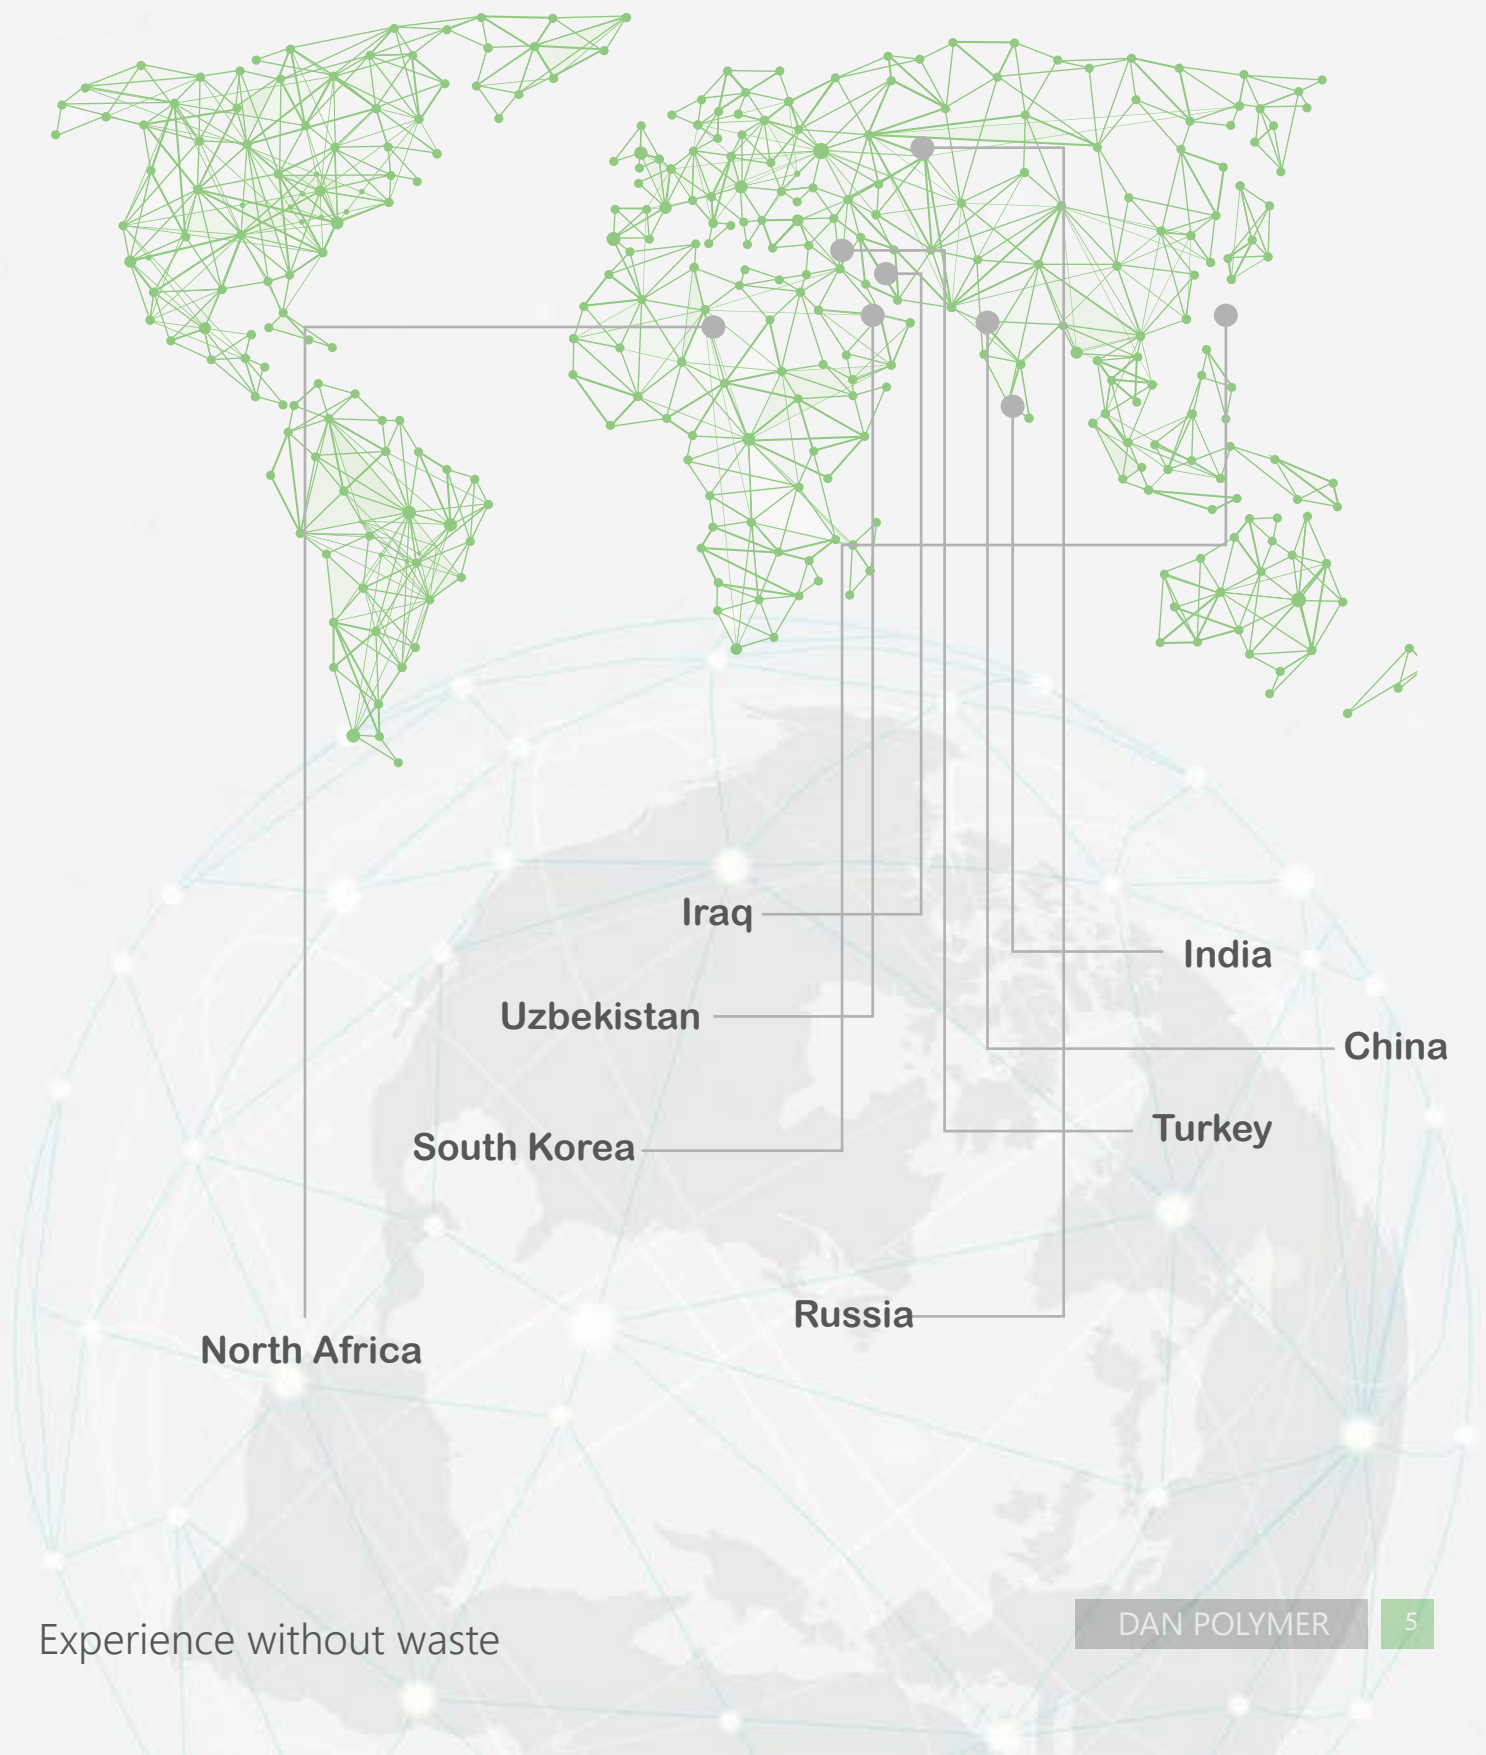 Iraq
India
Uzbekistan
China
Turkey
South Korea
Russia
North Africa
Experience without waste
DAN POLYMER
5